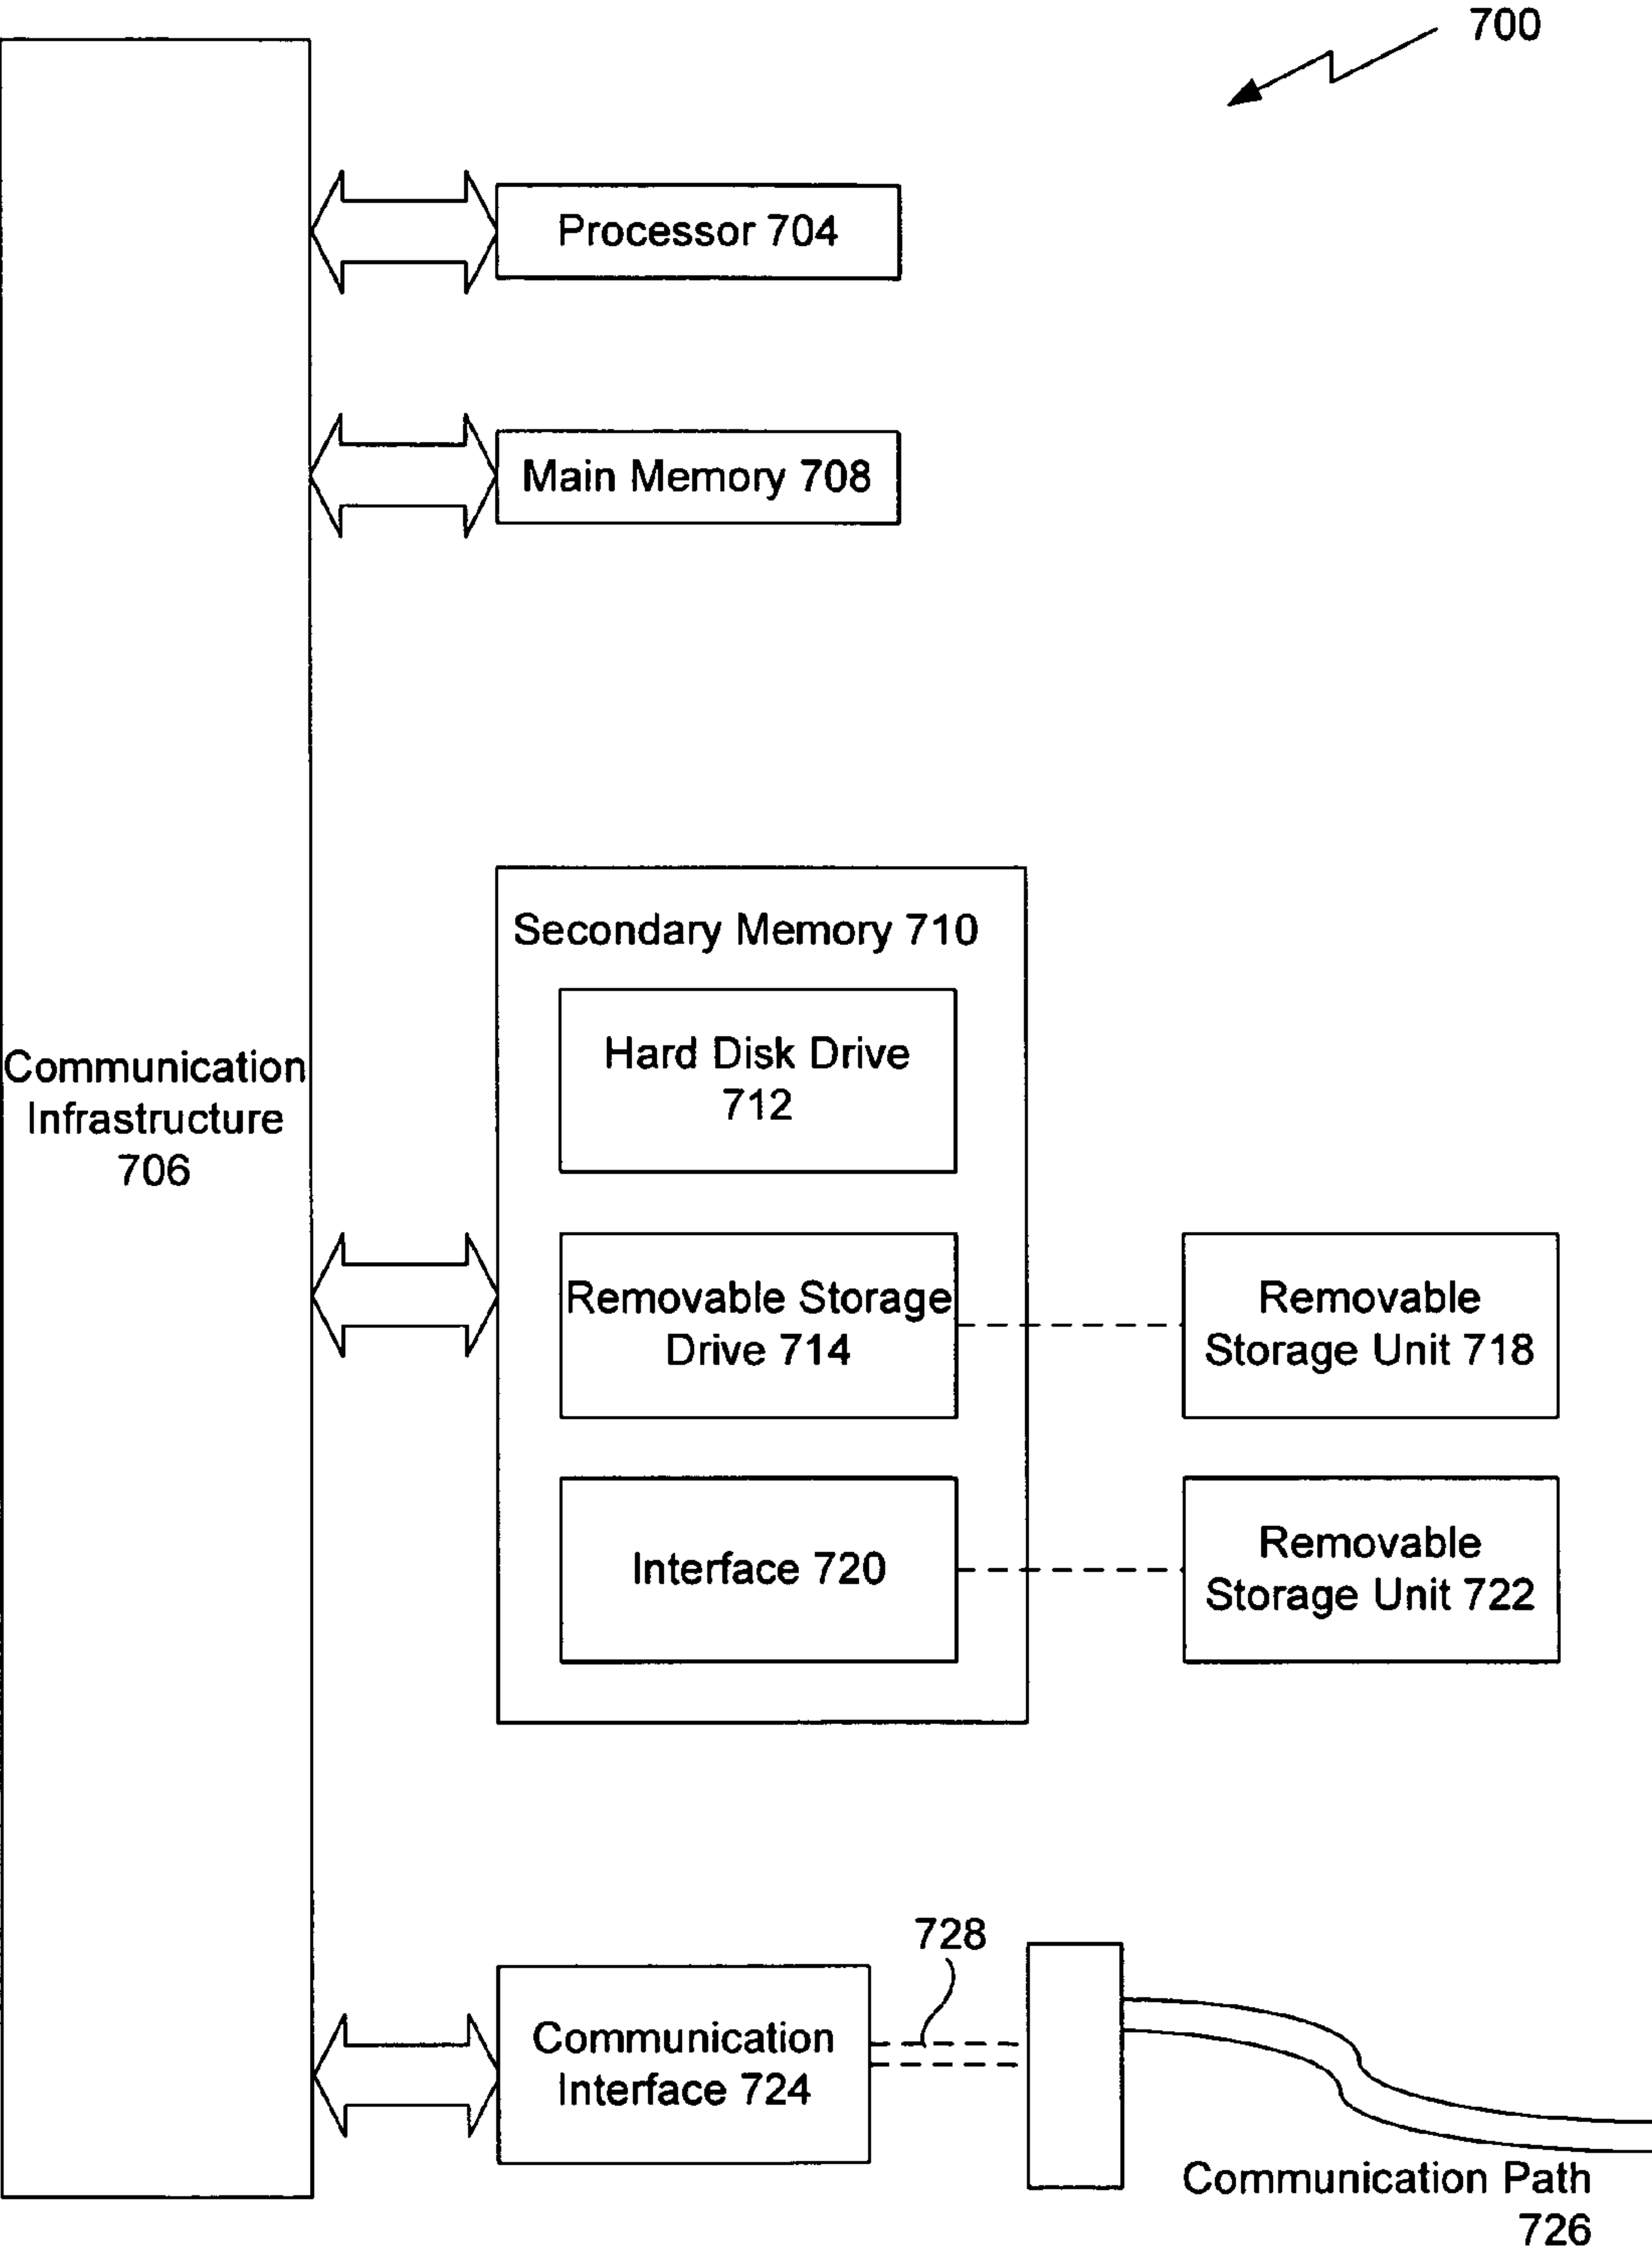 700
Processor 704
Main Memory 708
Communication
Infrastructure
706
Secondary Memory 710
Hard Disk Drive
712
Removable Storage
Drive 714
Removable
Storage Unit 718
Interface 720
Removable
Storage Unit 722
728
Communication
Interface 724
Communication Path
726